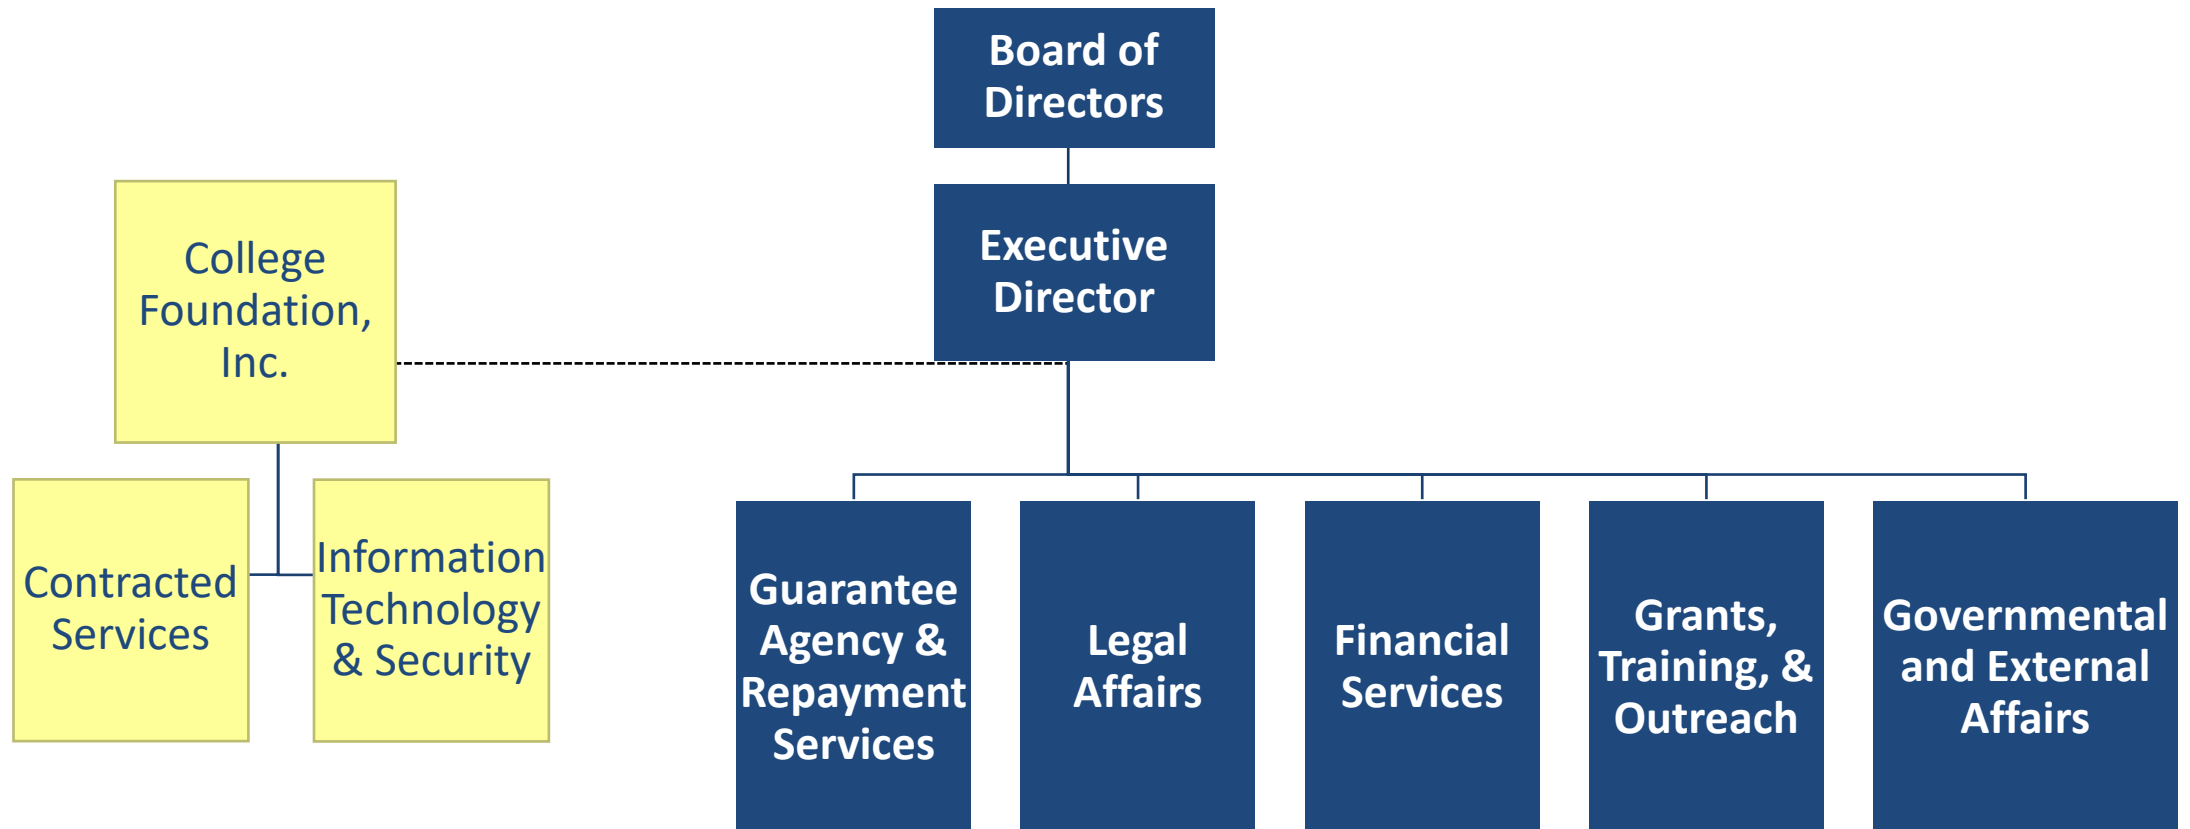 Board of
Directors
Executive
Director
College
Foundation,
Inc.
Contracted
Services
Information
Technology
& Security
Guarantee
Agency &
Repayment
Services
Legal
Affairs
Financial
Services
Grants,
Training, &
Outreach
Governmental
and External
Affairs